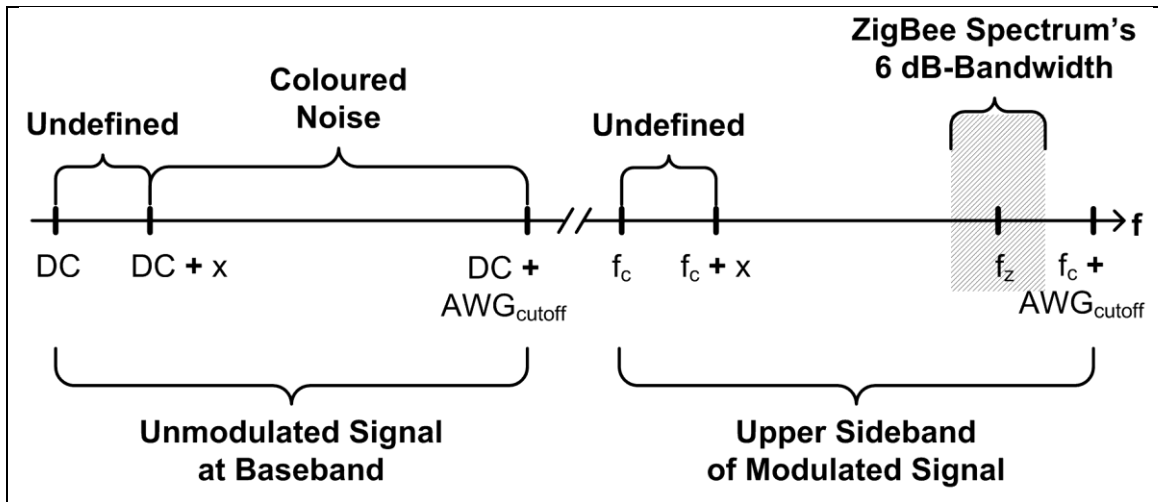 ZigBee Spectrum's
6 dB-Bandwidth
Coloured
Noise
Undefined
Undefined
f
DC
DC + x
DC +
AWGcutoff
fc
fc + x
fz
fc +
AWGcutoff
Unmodulated Signal
at Baseband
Upper Sideband
of Modulated Signal